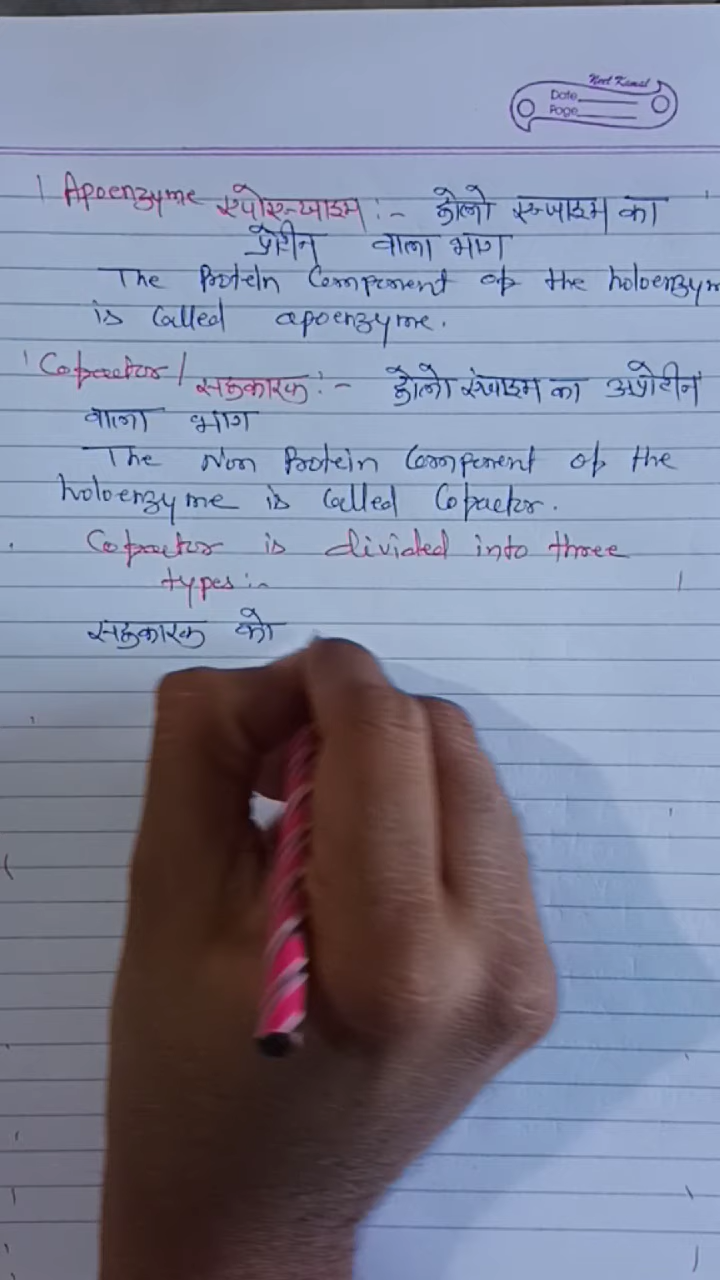 Neel Kamal
Date
Page
Apoenzyme एपोएन्जाइम :- होलो एन्जाइम का
प्रोटीन वाला भाग
The Protein Component of the holoenzym
is Called apoenzyme.
Cofactor / सहकारक :- होलो एंजाइम का अप्रोटीन
वाला भाग
The Non Protein Component of the
holoenzyme is Called Cofactor.
Cofactor is divided into three
types :-
सहकारक को